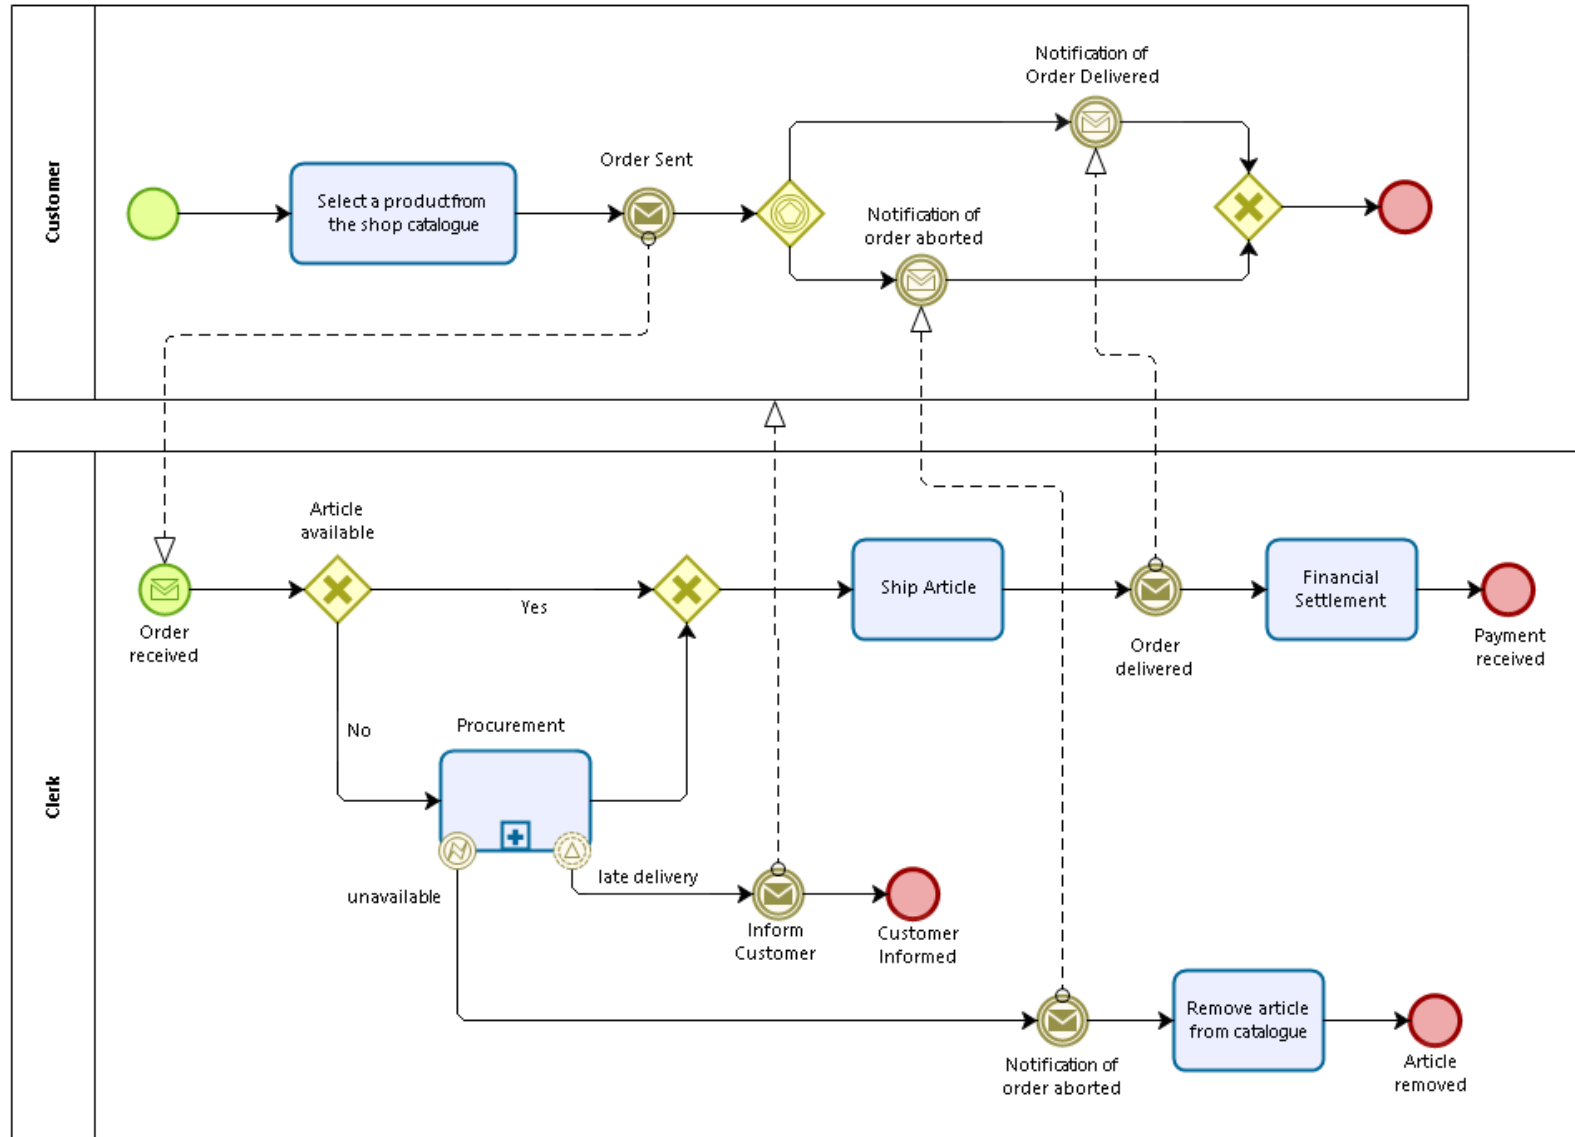 Customer
Notification of
Order Delivered
Order Sent
Select a productfrom
the shop catalogue
Notification of
order aborted
Clerk
Article
available
Order
received
Yes
No
Ship Article
Order
delivered
Financial
Settlement
Payment
received
Procurement
unavailable
late delivery
Inform
Customer
Customer
Informed
Notification of
order aborted
Remove article
from catalogue
Article
removed